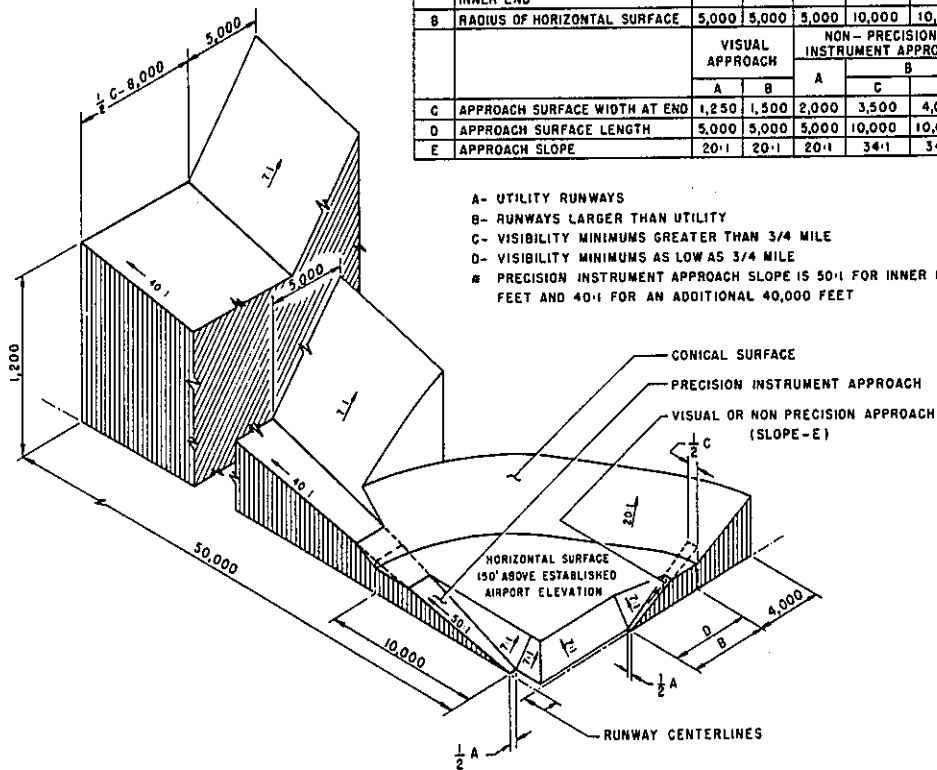 INNER END
B RADIUS OF HORIZONTAL SURFACE 5,000 5,000 5,000 10,000 10,
VISUAL APPROACH
NON-PRECISION INSTRUMENT APPRO
A
B
A B C
C APPROACH SURFACE WIDTH AT END 1,250 1,500 2,000 3,500 4,0
D APPROACH SURFACE LENGTH 5,000 5,000 5,000 10,000 10,
E APPROACH SLOPE 20:1 20:1 20:1 34:1 34
A- UTILITY RUNWAYS
B- RUNWAYS LARGER THAN UTILITY
C- VISIBILITY MINIMUMS GREATER THAN 3/4 MILE
D- VISIBILITY MINIMUMS AS LOW AS 3/4 MILE
* PRECISION INSTRUMENT APPROACH SLOPE IS 50:1 FOR INNER
FEET AND 40:1 FOR AN ADDITIONAL 40,000 FEET
5,000
½ C-8,000
7:1
40:1
5,000
1,200
7:1
CONICAL SURFACE
PRECISION INSTRUMENT APPROACH
VISUAL OR NON PRECISION APPROACH
(SLOPE-E)
½ C
40:1
20:1
50,000
HORIZONTAL SURFACE
150' ABOVE ESTABLISHED
AIRPORT ELEVATION
50:1
7:1
7:1
7:1
7:1
7:1
4,000
D
B
10,000
½ A
RUNWAY CENTERLINES
½ A